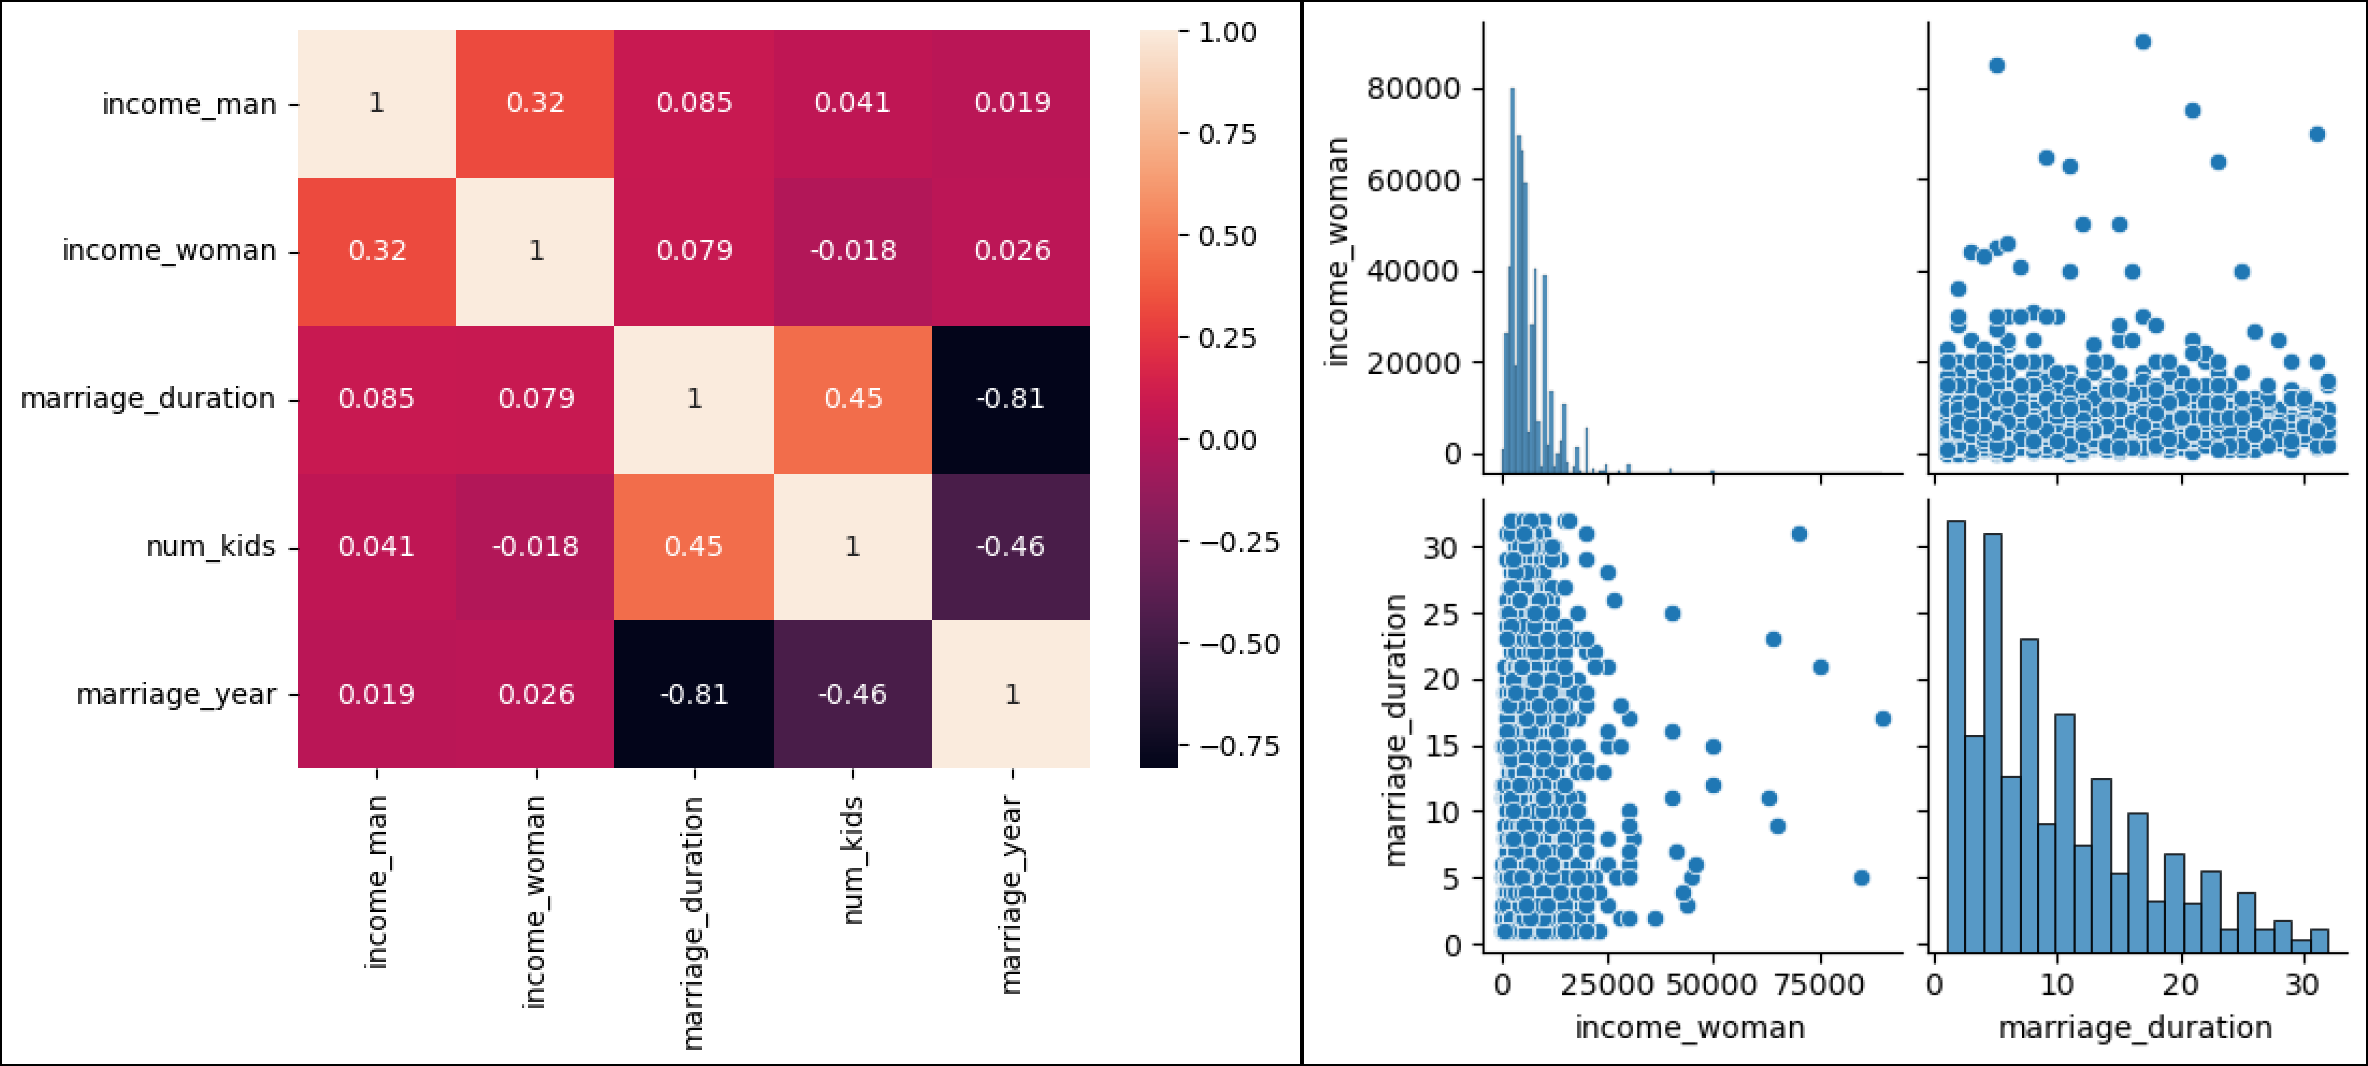 income_man 1 0.32 0.085 0.041 0.019
income_woman 0.32 1 0.079 -0.018 0.026
marriage_duration 0.085 0.079 1 0.45 -0.81
num_kids 0.041 -0.018 0.45 1 -0.46
marriage_year 0.019 0.026 -0.81 -0.46 1
income_man
income_woman
marriage_duration
num_kids
marriage_year
1.00
0.75
0.50
0.25
0.00
−0.25
−0.50
−0.75
income_woman
80000
60000
40000
20000
0
marriage_duration
30
25
20
15
10
5
0
0 25000 50000 75000
income_woman
0 10 20 30
marriage_duration